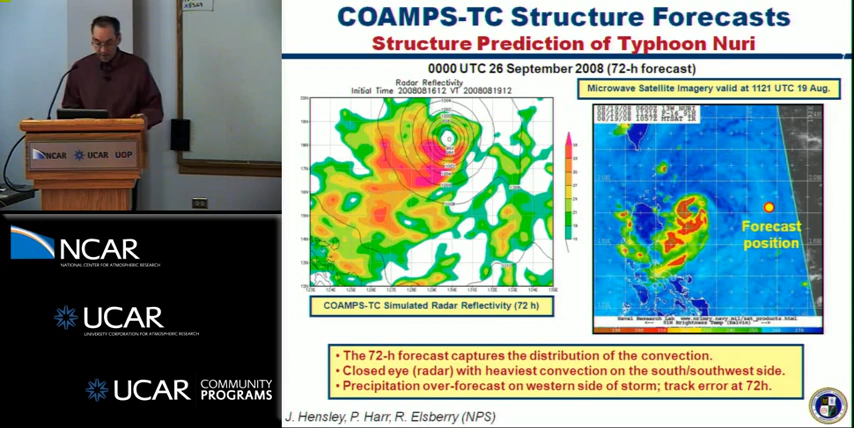 COAMPS-TC Structure Forecasts
Structure Prediction of Typhoon Nuri
0000 UTC 26 September 2008 (72-h forecast)
Radar Reflectivity
Initial Time 2008081612 VT 2008081912
Microwave Satellite Imagery valid at 1121 UTC 19 Aug.
Forecast
position
COAMPS-TC Simulated Radar Reflectivity (72 h)
• The 72-h forecast captures the distribution of the convection.
• Closed eye (radar) with heaviest convection on the south/southwest side.
• Precipitation over-forecast on western side of storm; track error at 72h.
J. Hensley, P. Harr, R. Elsberry (NPS)
NCAR UCAR UOP
NCAR
NATIONAL CENTER FOR ATMOSPHERIC RESEARCH
UCAR
UNIVERSITY CORPORATION FOR ATMOSPHERIC RESEARCH
UCAR COMMUNITY
PROGRAMS